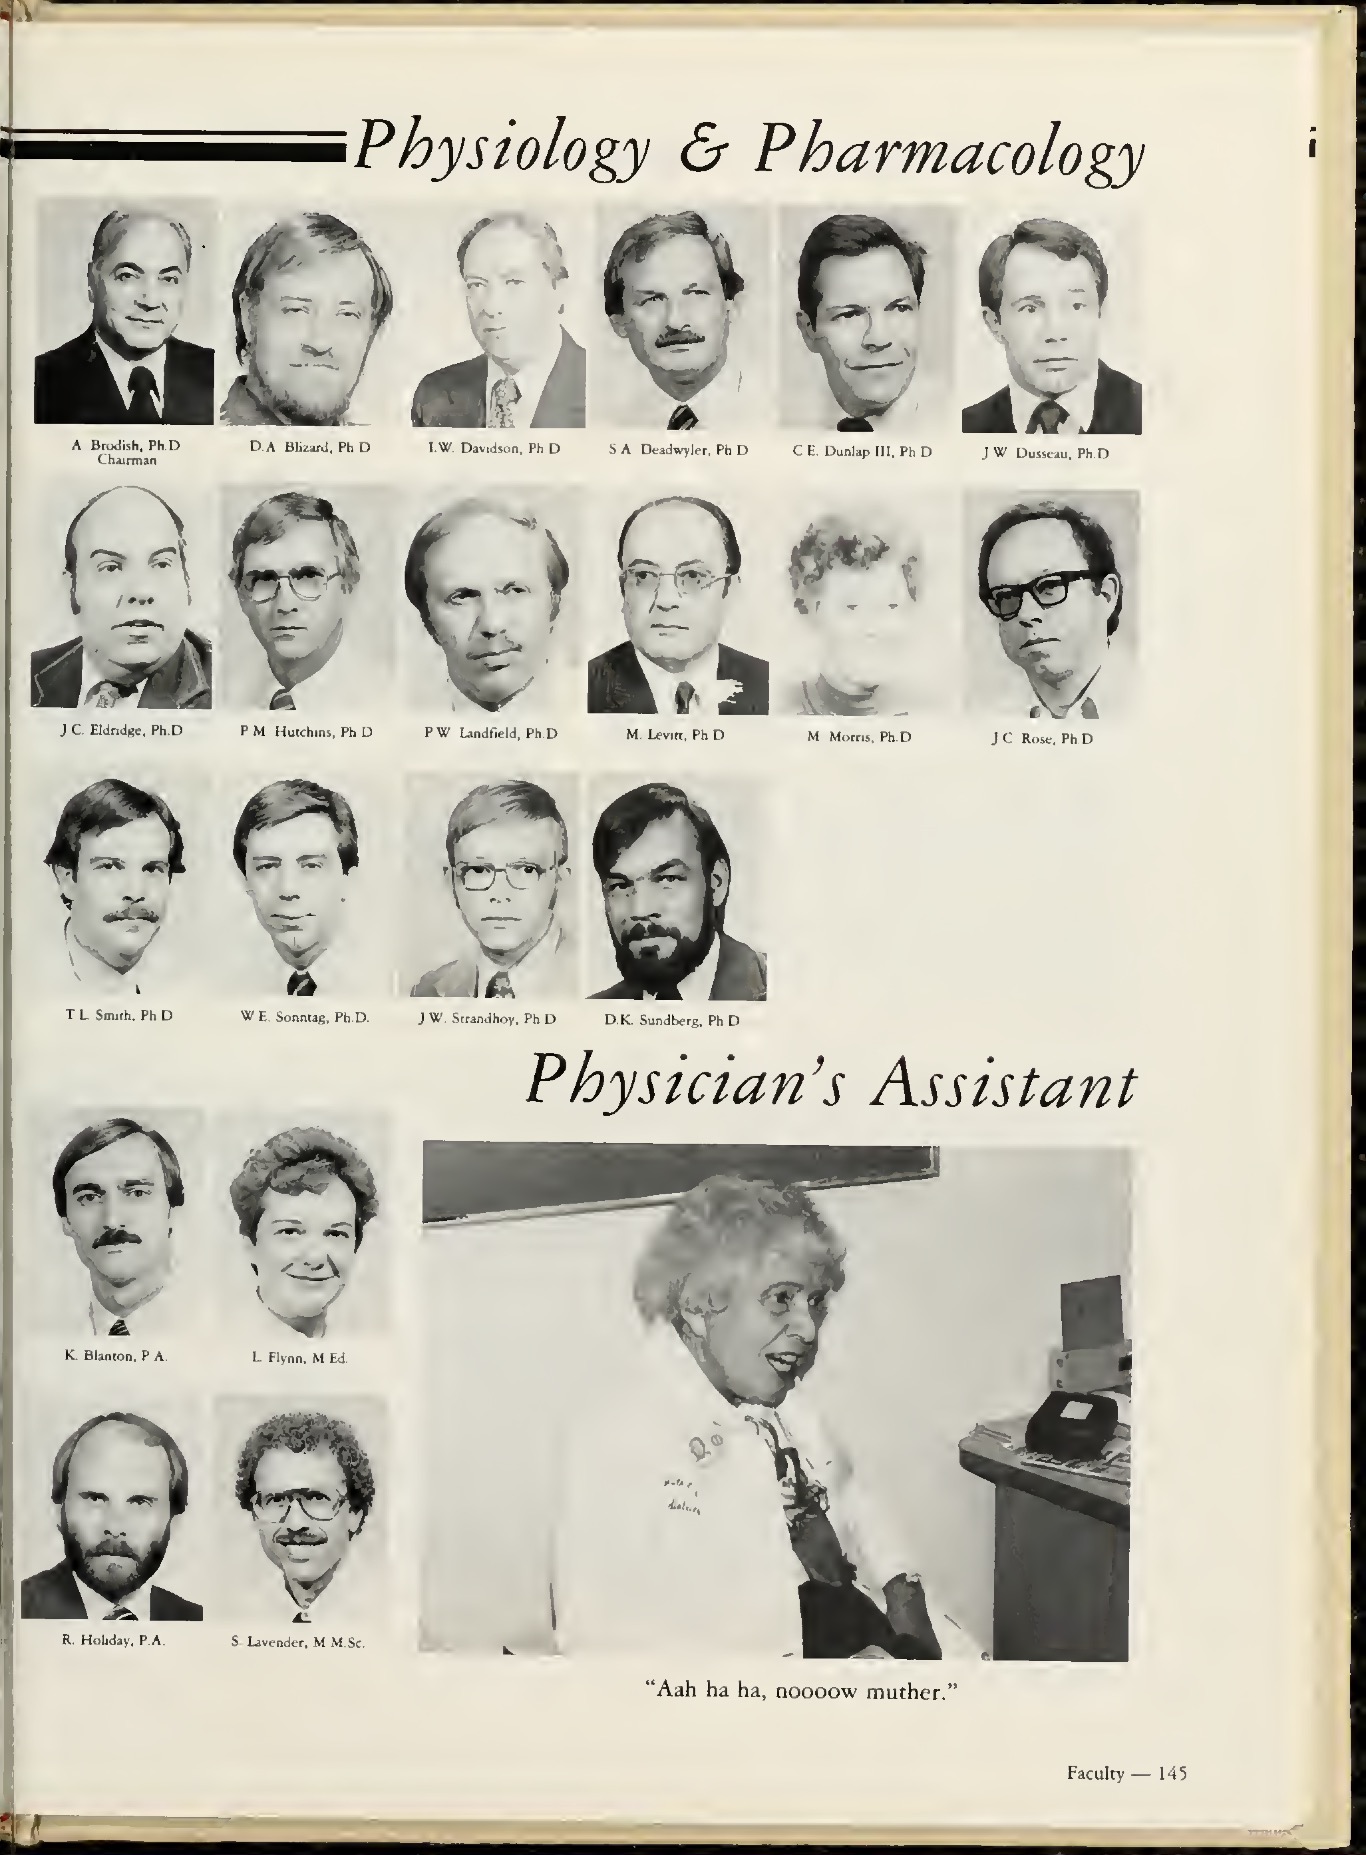 Physiology & Pharmacology
A Brodish, Ph.D
Chairman
D.A Blizard, Ph D
I.W. Davidson, Ph D
S A Deadwyler, Ph D
C E. Dunlap III, Ph D
J W Dusseau, Ph.D
J C. Eldridge, Ph.D
P M Hutchins, Ph D
P W Landfield, Ph.D
M. Levitt, Ph D
M Morris, Ph.D
J C Rose, Ph D
T L Smith, Ph D
W E. Sonntag, Ph.D.
J W. Strandhoy, Ph D
D.K. Sundberg, Ph D
Physician's Assistant
K. Blanton, P A.
L Flynn, M Ed.
R. Holiday, P.A.
S. Lavender, M M.Sc.
"Aah ha ha, noooow muther."
Faculty — 145